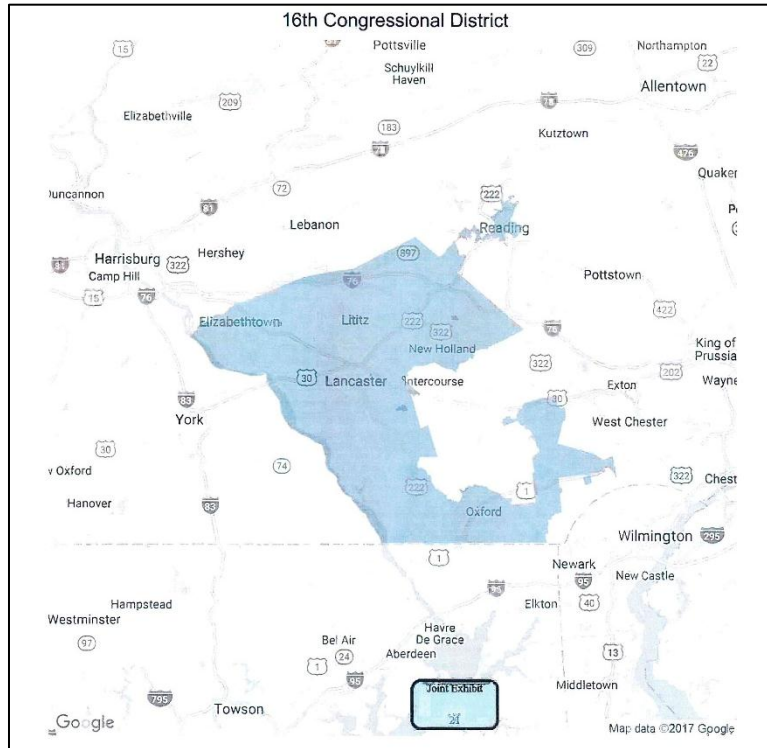 16th Congressional District
15
81
Pottsville
309
Northampton
Schuylkill
Haven
22
Allentown
209
78
Elizabethville
183
Kutztown
476
72
Quaker
Duncannon
81
222
Lebanon
Reading
Harrisburg
Hershey
897
81
322
Camp Hill
76
Pottstown
15
76
422
Elizabethtown
Lititz
222
322
76
King of
Prussia
New Holland
322
202
Wayne
30
Lancaster
Intercourse
Exton
83
30
York
West Chester
30
74
322
v Oxford
222
1
Chest
Hanover
83
Oxford
Wilmington
295
1
Newark
95
New Castle
95
Hampstead
Elkton
40
Westminster
Havre
De Grace
97
Bel Air
24
Aberdeen
1
13
95
Joint Exhibit
Middletown
795
Towson
21
Google
Map data ©2017 Google